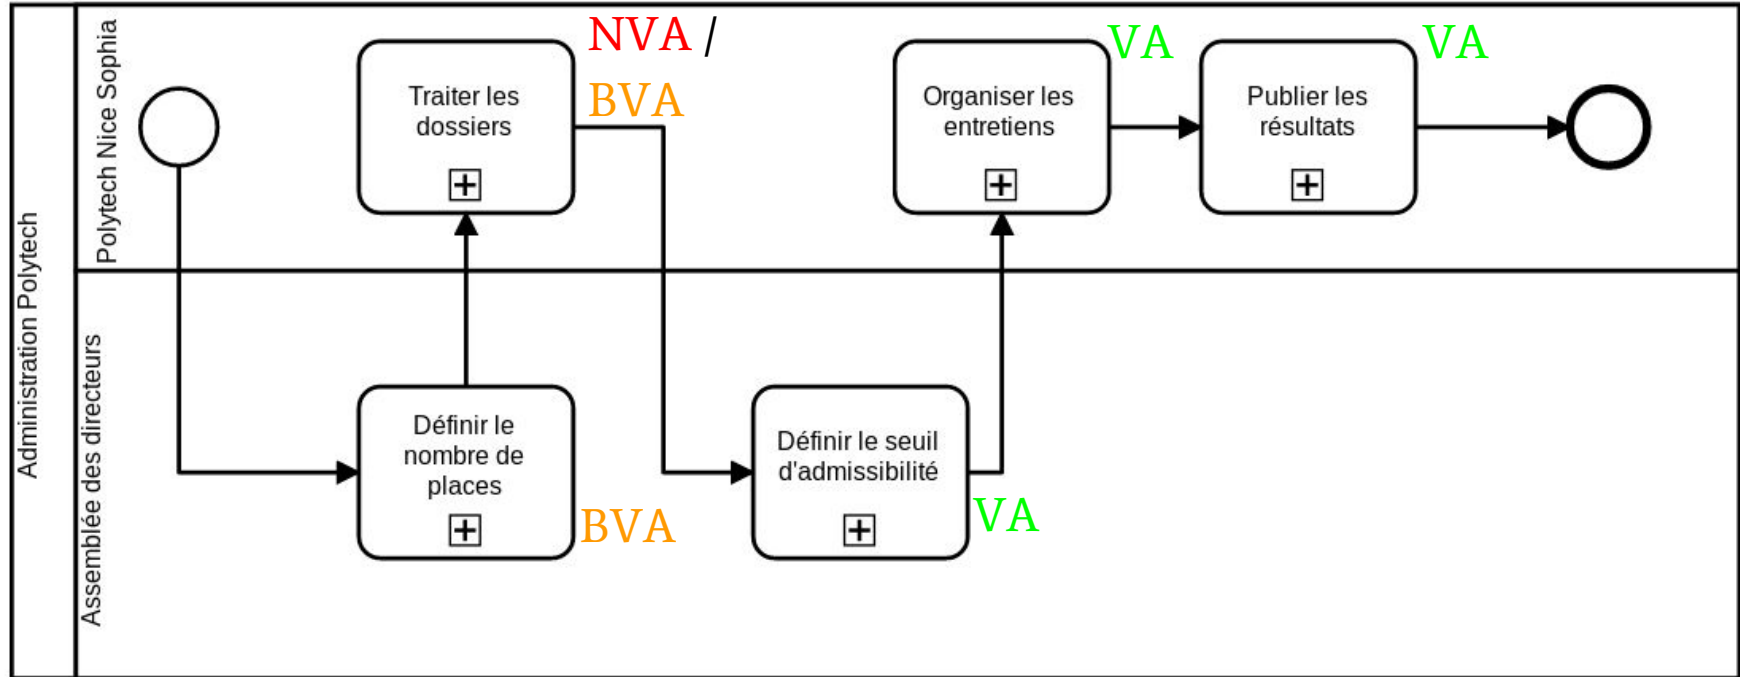 Administration Polytech
Polytech Nice Sophia
Traiter les
dossiers
NVA /
BVA
Organiser les
entretiens
VA
Publier les
résultats
VA
Assemblée des directeurs
Définir le
nombre de
places
BVA
Définir le seuil
d'admissibilité
VA